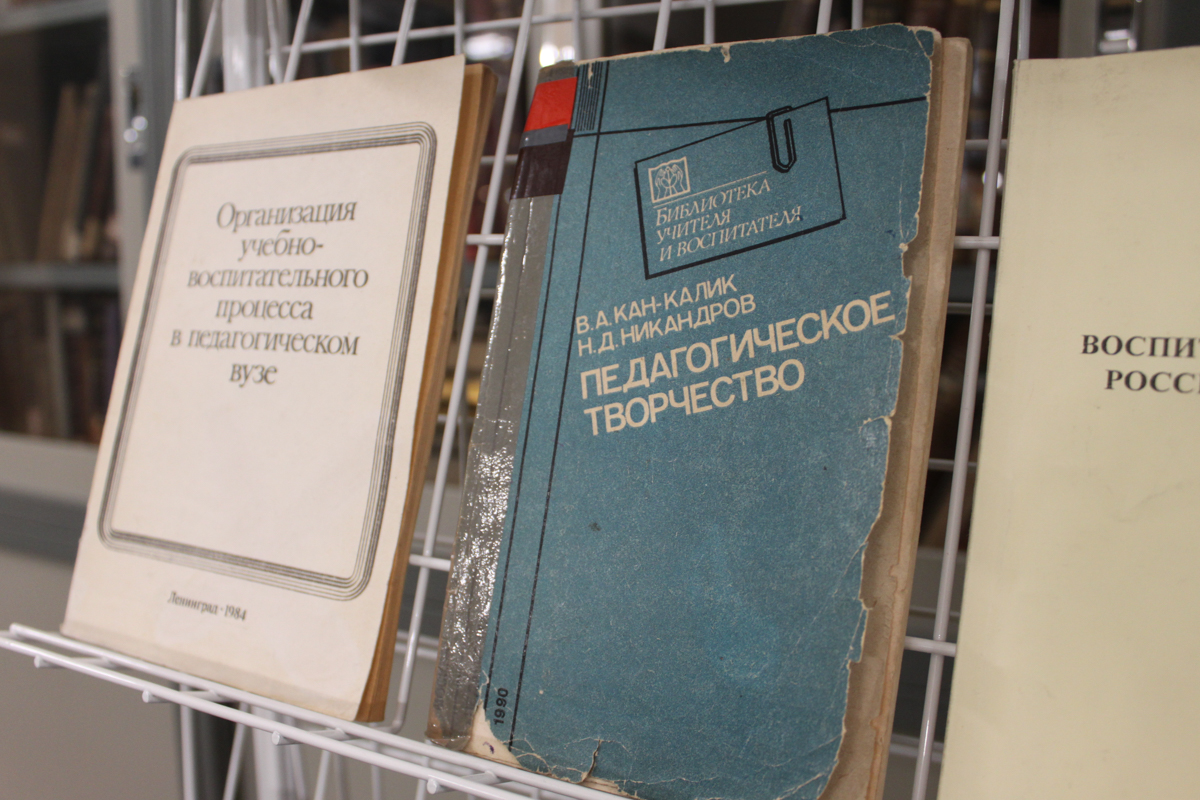 Организация
учебно-
воспитательного
процесса
в педагогическом
вузе
Ленинград - 1984
БИБЛИОТЕКА
УЧИТЕЛЯ
И ВОСПИТАТЕЛЯ
В.А. КАН-КАЛИК
Н.Д. НИКАНДРОВ
ПЕДАГОГИЧЕСКОЕ
ТВОРЧЕСТВО
1990